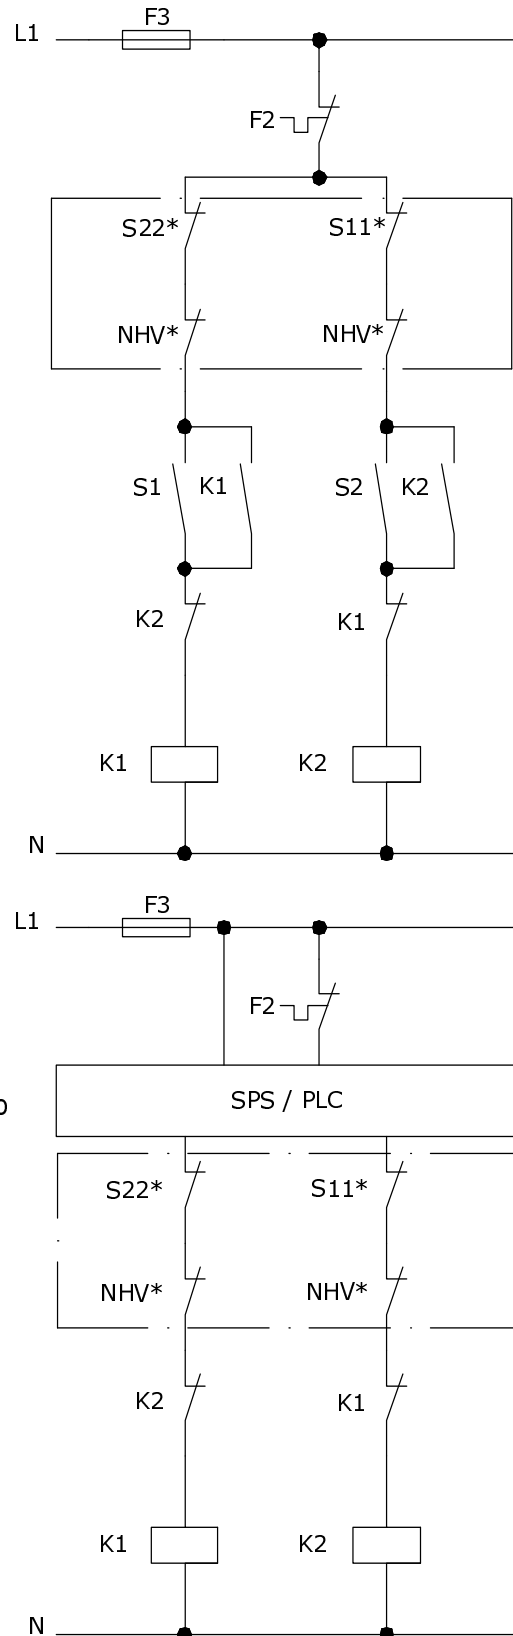 F3
L1
F2
S22* S11*
NHV* NHV*
S1 K1 S2 K2
K2 K1
K1 K2
N
F3
L1
F2
SPS / PLC
S22* S11*
NHV* NHV*
K2 K1
K1 K2
N